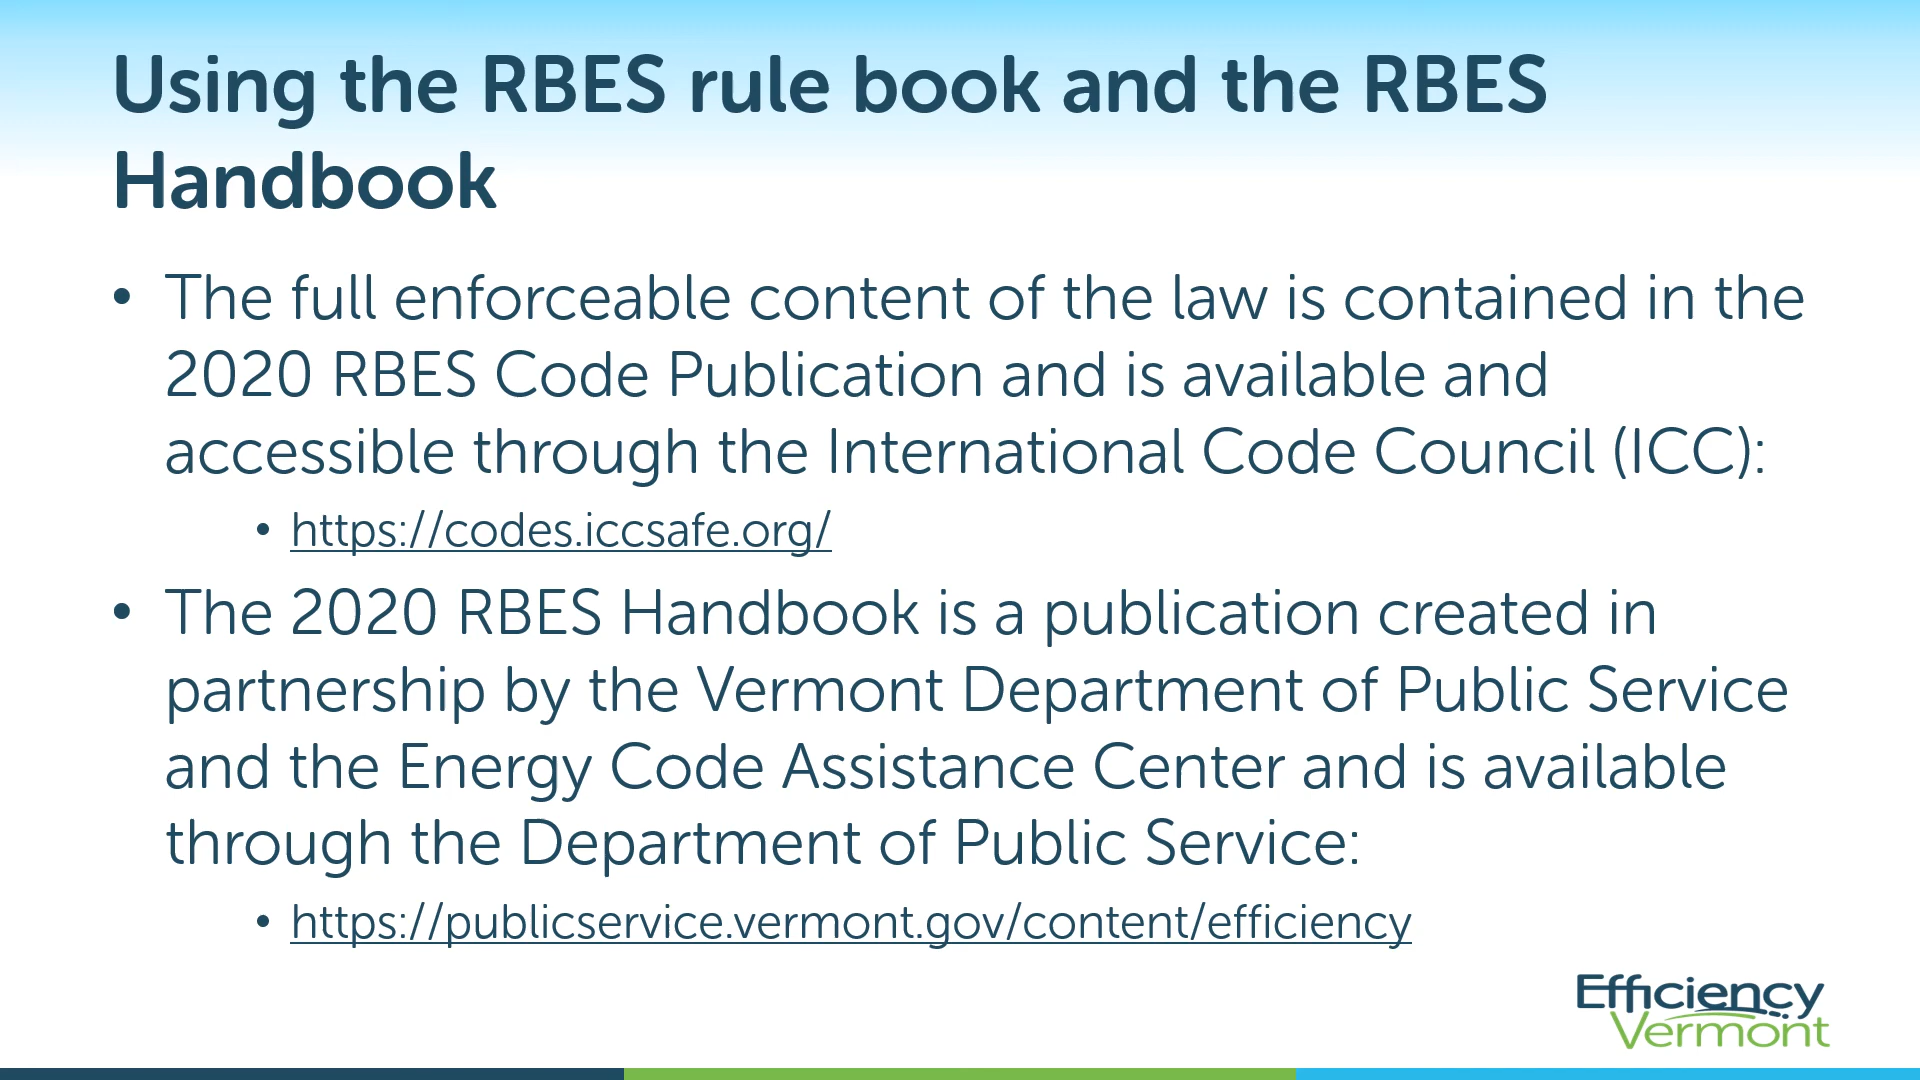 Using the RBES rule book and the RBES
Handbook
• The full enforceable content of the law is contained in the
2020 RBES Code Publication and is available and
accessible through the International Code Council (ICC):
• https://codes.iccsafe.org/
• The 2020 RBES Handbook is a publication created in
partnership by the Vermont Department of Public Service
and the Energy Code Assistance Center and is available
through the Department of Public Service:
• https://publicservice.vermont.gov/content/efficiency
Efficiency
Vermont